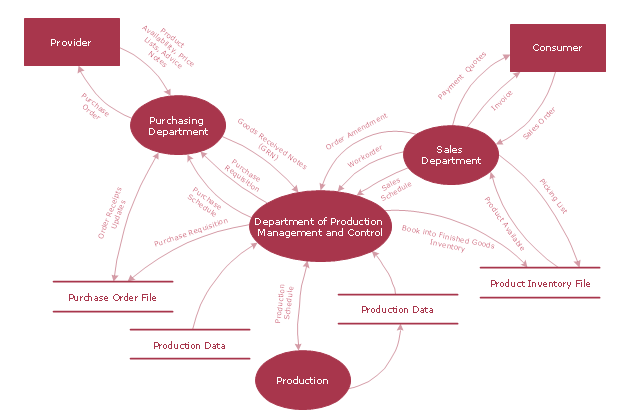 Provider
Product
Availability, Price
Lists, Advice
Notes
Purchase
Order
Purchasing
Department
Goods Received Notes
(GRN)
Order Amendment
Workorder
Sales
Schedule
Payment Quotes
Invoice
Consumer
Sales Order
Sales
Department
Picking List
Product Available
Purchase
Requisition
Purchase
Schedule
Order Receipts
Updates
Purchase Requisition
Department of Production
Management and Control
Book into Finished Goods
Inventory
Purchase Order File
Product Inventory File
Production
Schedule
Production Data
Production Data
Production